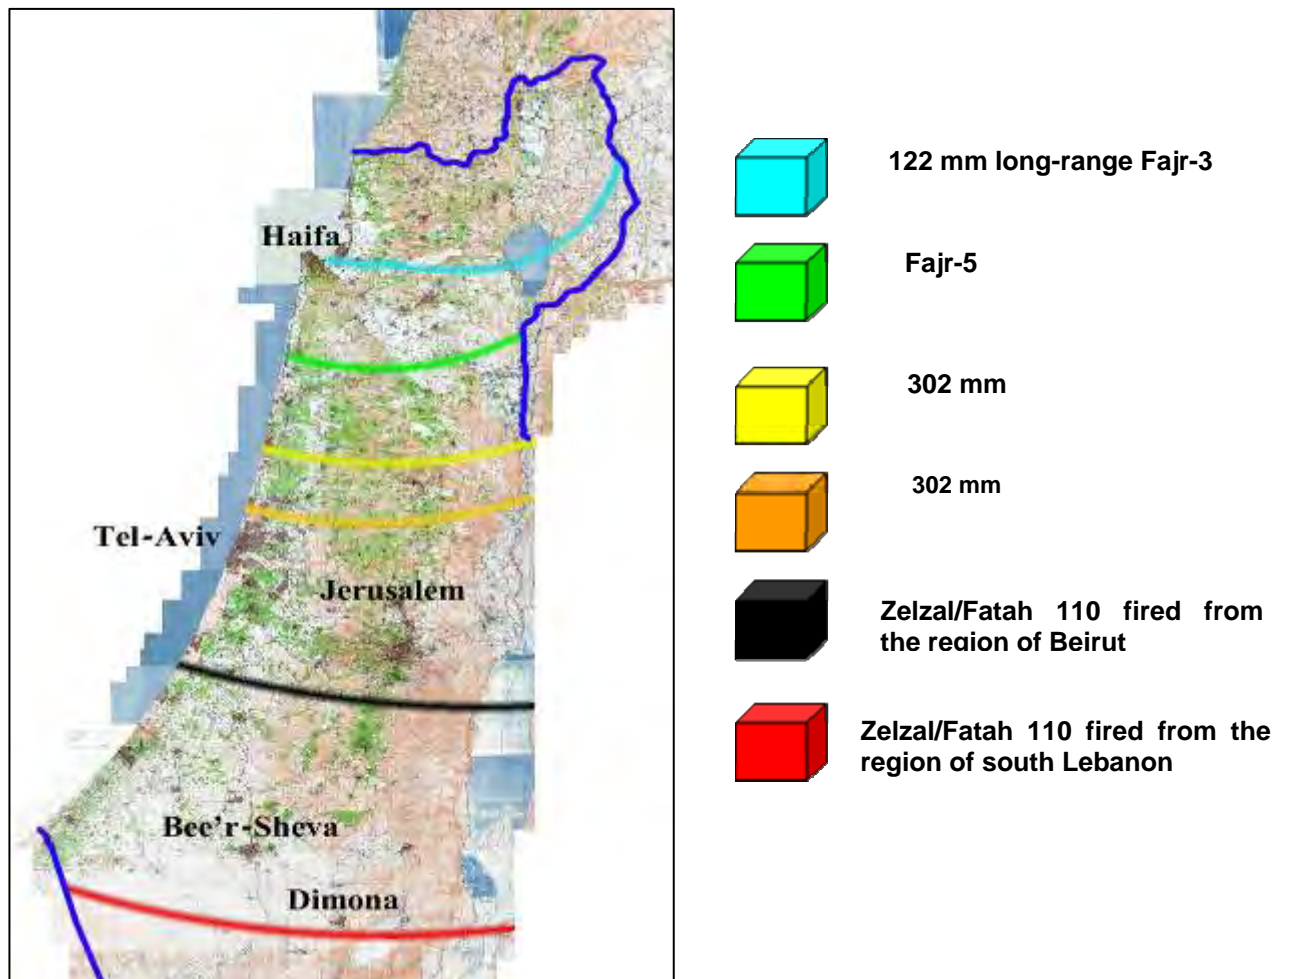 Haifa
Tel-Aviv
Jerusalem
Bee'r-Sheva
Dimona
122 mm long-range Fajr-3
Fajr-5
302 mm
302 mm
Zelzal/Fatah 110 fired from
the region of Beirut
Zelzal/Fatah 110 fired from the
region of south Lebanon